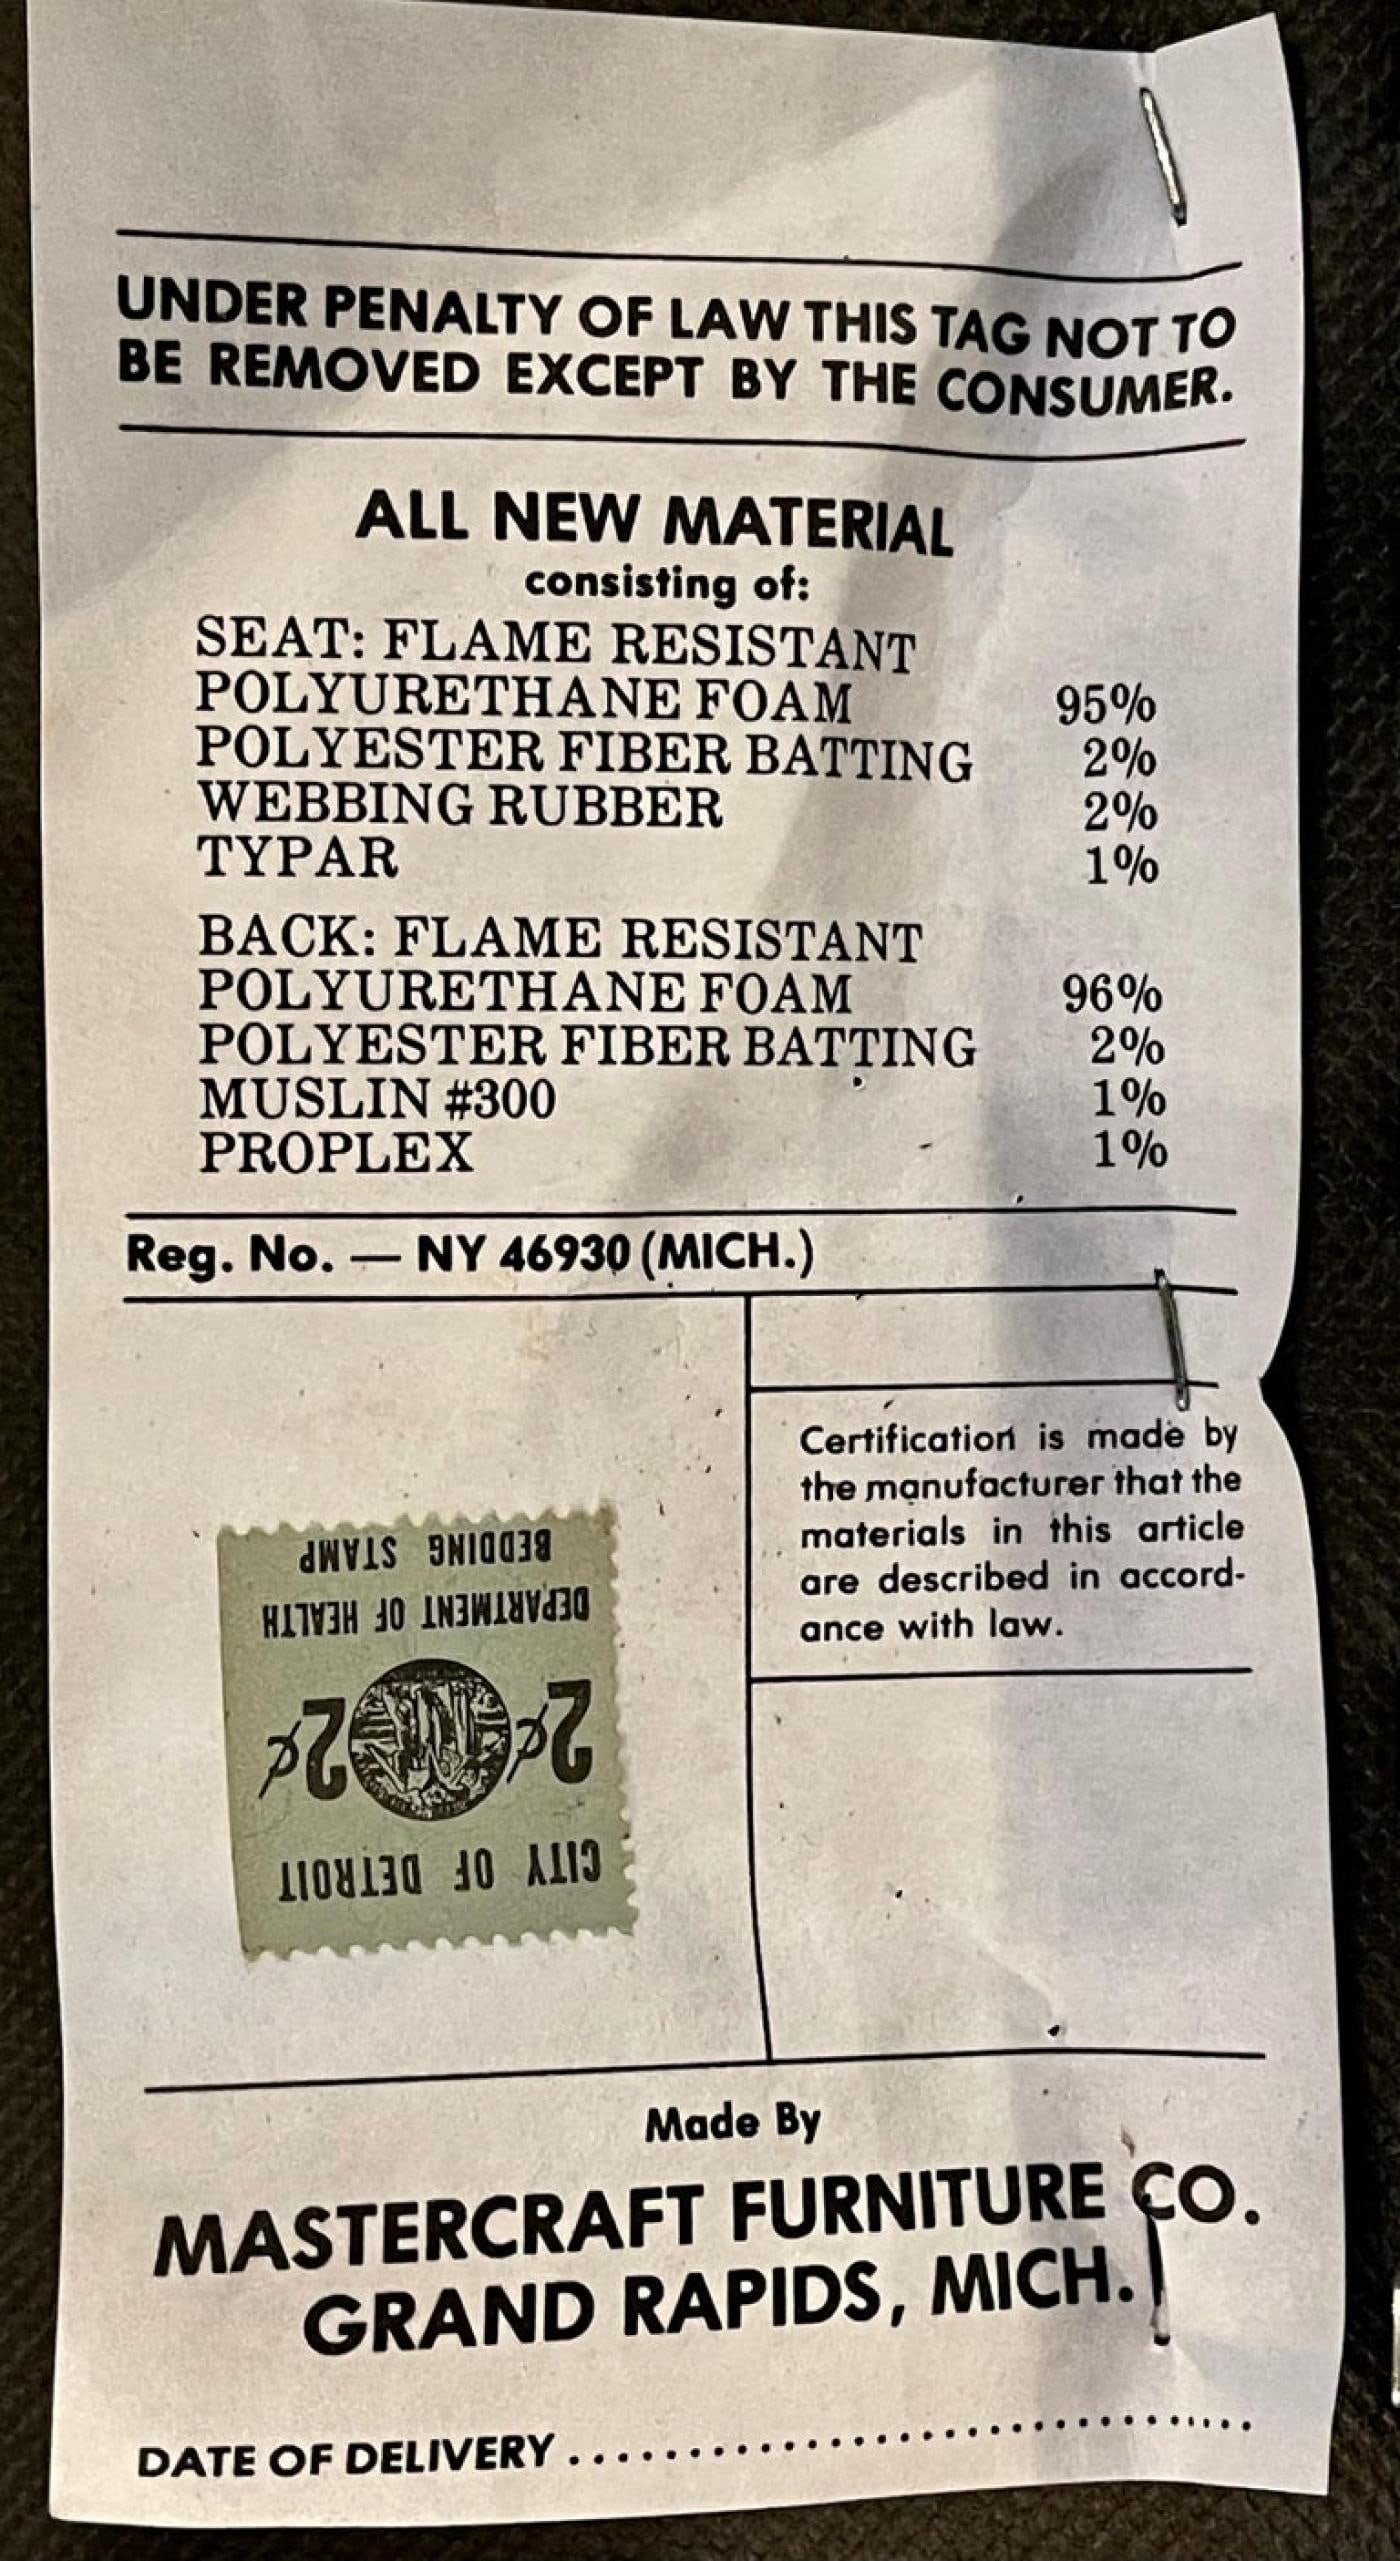 UNDER PENALTY OF LAW THIS TAG NOT TO
BE REMOVED EXCEPT BY THE CONSUMER.
ALL NEW MATERIAL
consisting of:
SEAT: FLAME RESISTANT
POLYURETHANE FOAM 95%
POLYESTER FIBER BATTING 2%
WEBBING RUBBER 2%
TYPAR 1%
BACK: FLAME RESISTANT
POLYURETHANE FOAM 96%
POLYESTER FIBER BATTING 2%
MUSLIN #300 1%
PROPLEX 1%
Reg. No. — NY 46930 (MICH.)
Certification is made by
the manufacturer that the
materials in this article
are described in accord-
ance with law.
CITY OF DETROIT
2¢ 2¢
DEPARTMENT OF HEALTH
BEDDING STAMP
Made By
MASTERCRAFT FURNITURE CO.
GRAND RAPIDS, MICH.
DATE OF DELIVERY ........................................